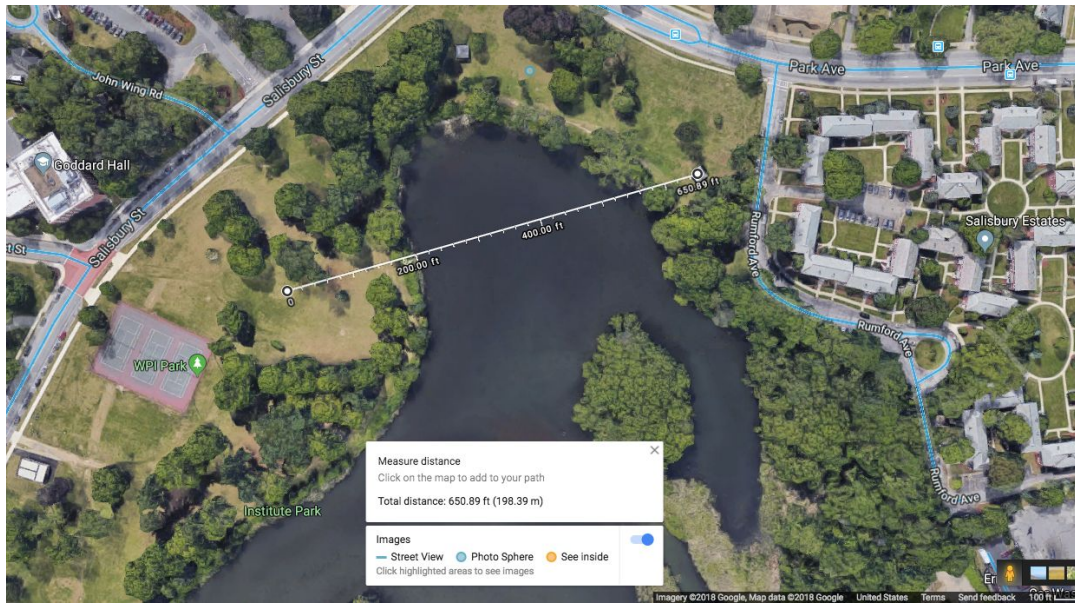 Park Ave
Park Ave
Salisbury St
John Wing Rd
Goddard Hall
650.89 ft
400.00 ft
200.00 ft
0
Salisbury St
Rumford Ave
Salisbury Estates
Rumford Ave
WPI Park
Measure distance
Click on the map to add to your path
Total distance: 650.89 ft (198.39 m)
Rumford Ave
Institute Park
Images
Street View Photo Sphere See inside
Click highlighted areas to see images
Imagery ©2018 Google, Map data ©2018 Google United States Terms Send feedback 100 ft